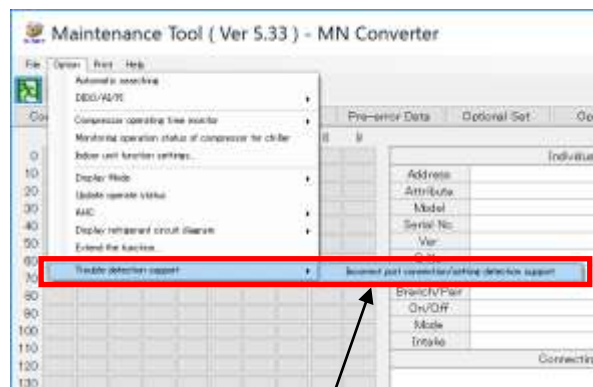 Maintenance Tool ( Ver 5.33 ) - MN Converter
File Option Print Help
Automatic searching
DIDO/AI/PI
Compressor operating time monitor
Pre-error Data Optional Set
Monitoring operation status of compressor for chiller
Indoor unit function settings...
Display Mode
Update operate status
AHC
Display refrigerant circuit diagram
Extend the function...
Trouble detection support
Incorrect port connection/setting detection support
0
10 Address
20 Attribute
30 Model
40 Serial No.
50 Ver.
60
70
80 Branch/Pair
90 On/Off
100 Mode
110 Intake
120
130